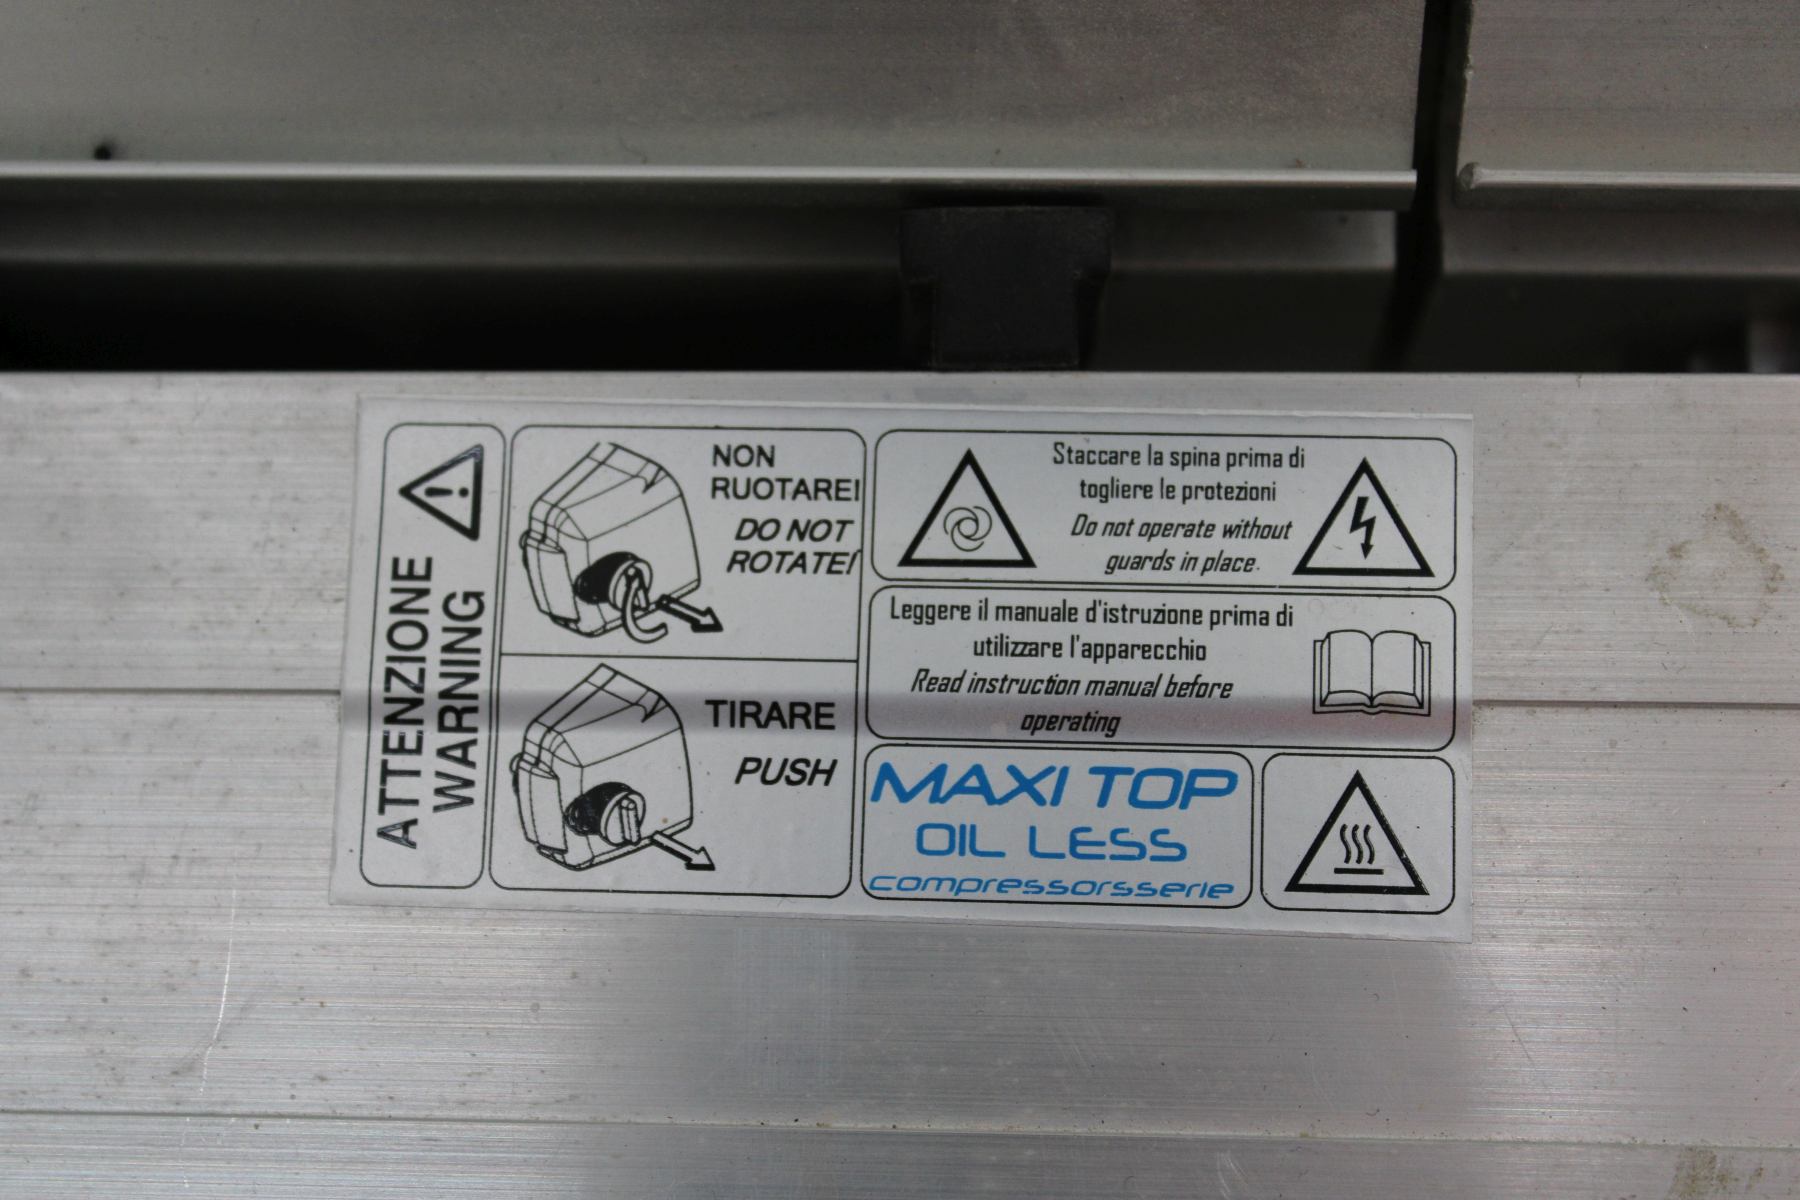 ATTENZIONE
WARNING
NON
RUOTARE!
DO NOT
ROTATE!
TIRARE
PUSH
Staccare la spina prima di
togliere le protezioni
Do not operate without
guards in place.
Leggere il manuale d'istruzione prima di
utilizzare l'apparecchio
Read instruction manual before
operating
MAXI TOP
OIL LESS
compressorsserie